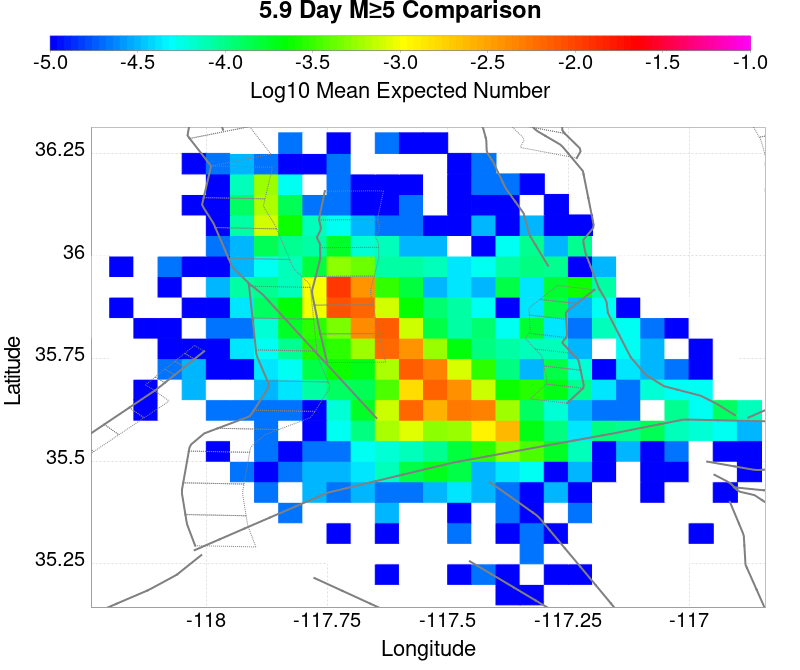 5.9 Day M≥5 Comparison
-5.0 -4.5 -4.0 -3.5 -3.0 -2.5 -2.0 -1.5 -1.0
Log10 Mean Expected Number
36.25
36
35.75
35.5
35.25
Latitude
-118 -117.75 -117.5 -117.25 -117
Longitude